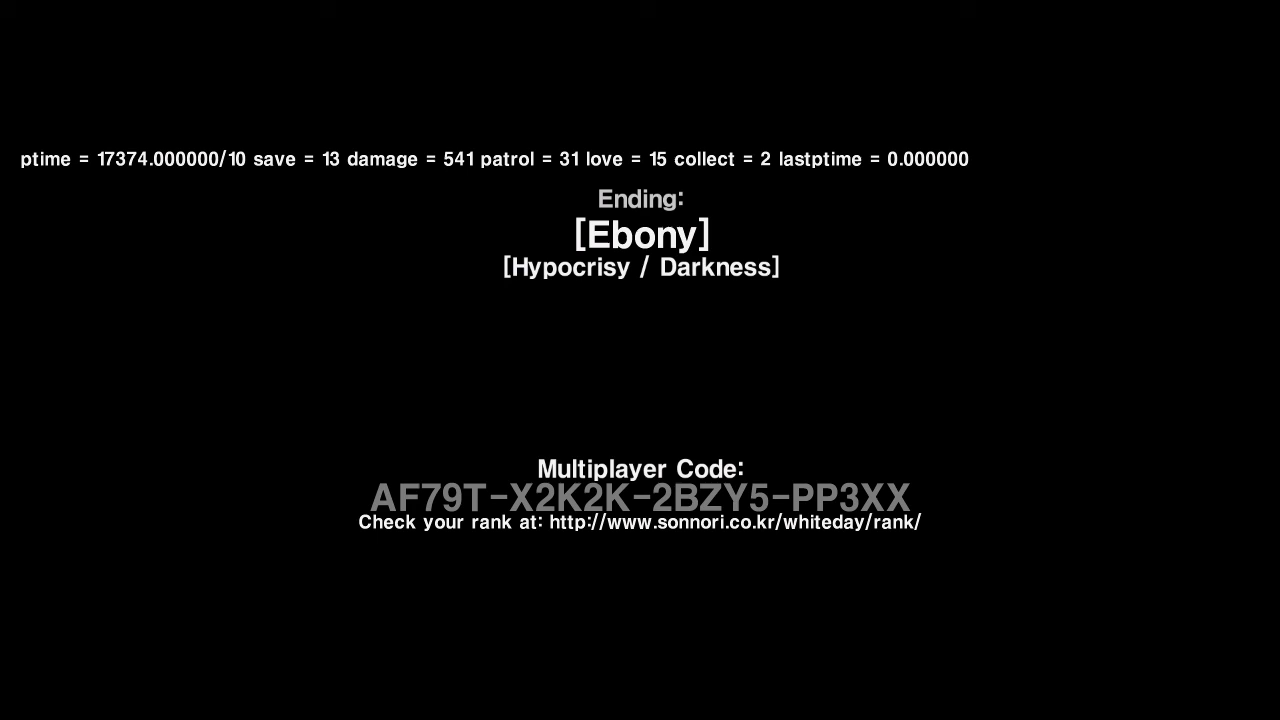 ptime = 17374.000000/10 save = 13 damage = 541 patrol = 31 love = 15 collect = 2 lastptime = 0.000000
Ending:
[Ebony]
[Hypocrisy / Darkness]
Multiplayer Code:
AF79T-X2K2K-2BZY5-PP3XX
Check your rank at: http://www.sonnori.co.kr/whiteday/rank/